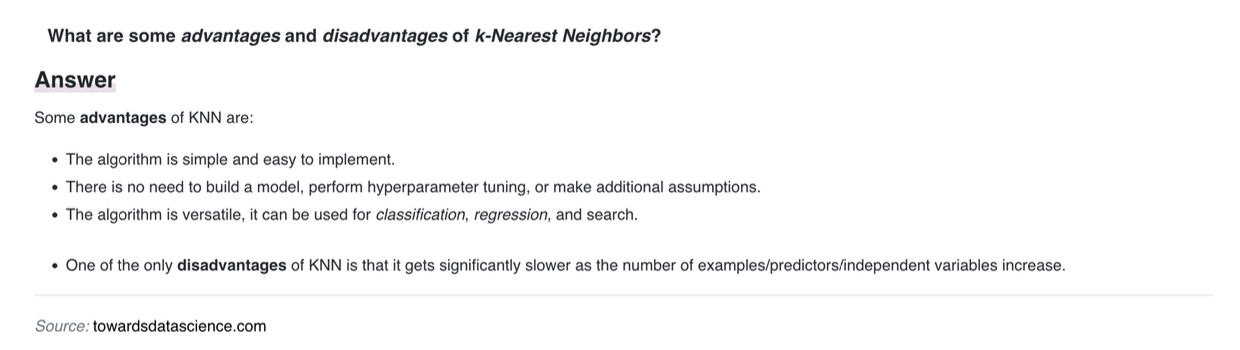 What are some advantages and disadvantages of k-Nearest Neighbors?
Answer
Some advantages of KNN are:
• The algorithm is simple and easy to implement.
• There is no need to build a model, perform hyperparameter tuning, or make additional assumptions.
• The algorithm is versatile, it can be used for classification, regression, and search.
• One of the only disadvantages of KNN is that it gets significantly slower as the number of examples/predictors/independent variables increase.
Source: towardsdatascience.com